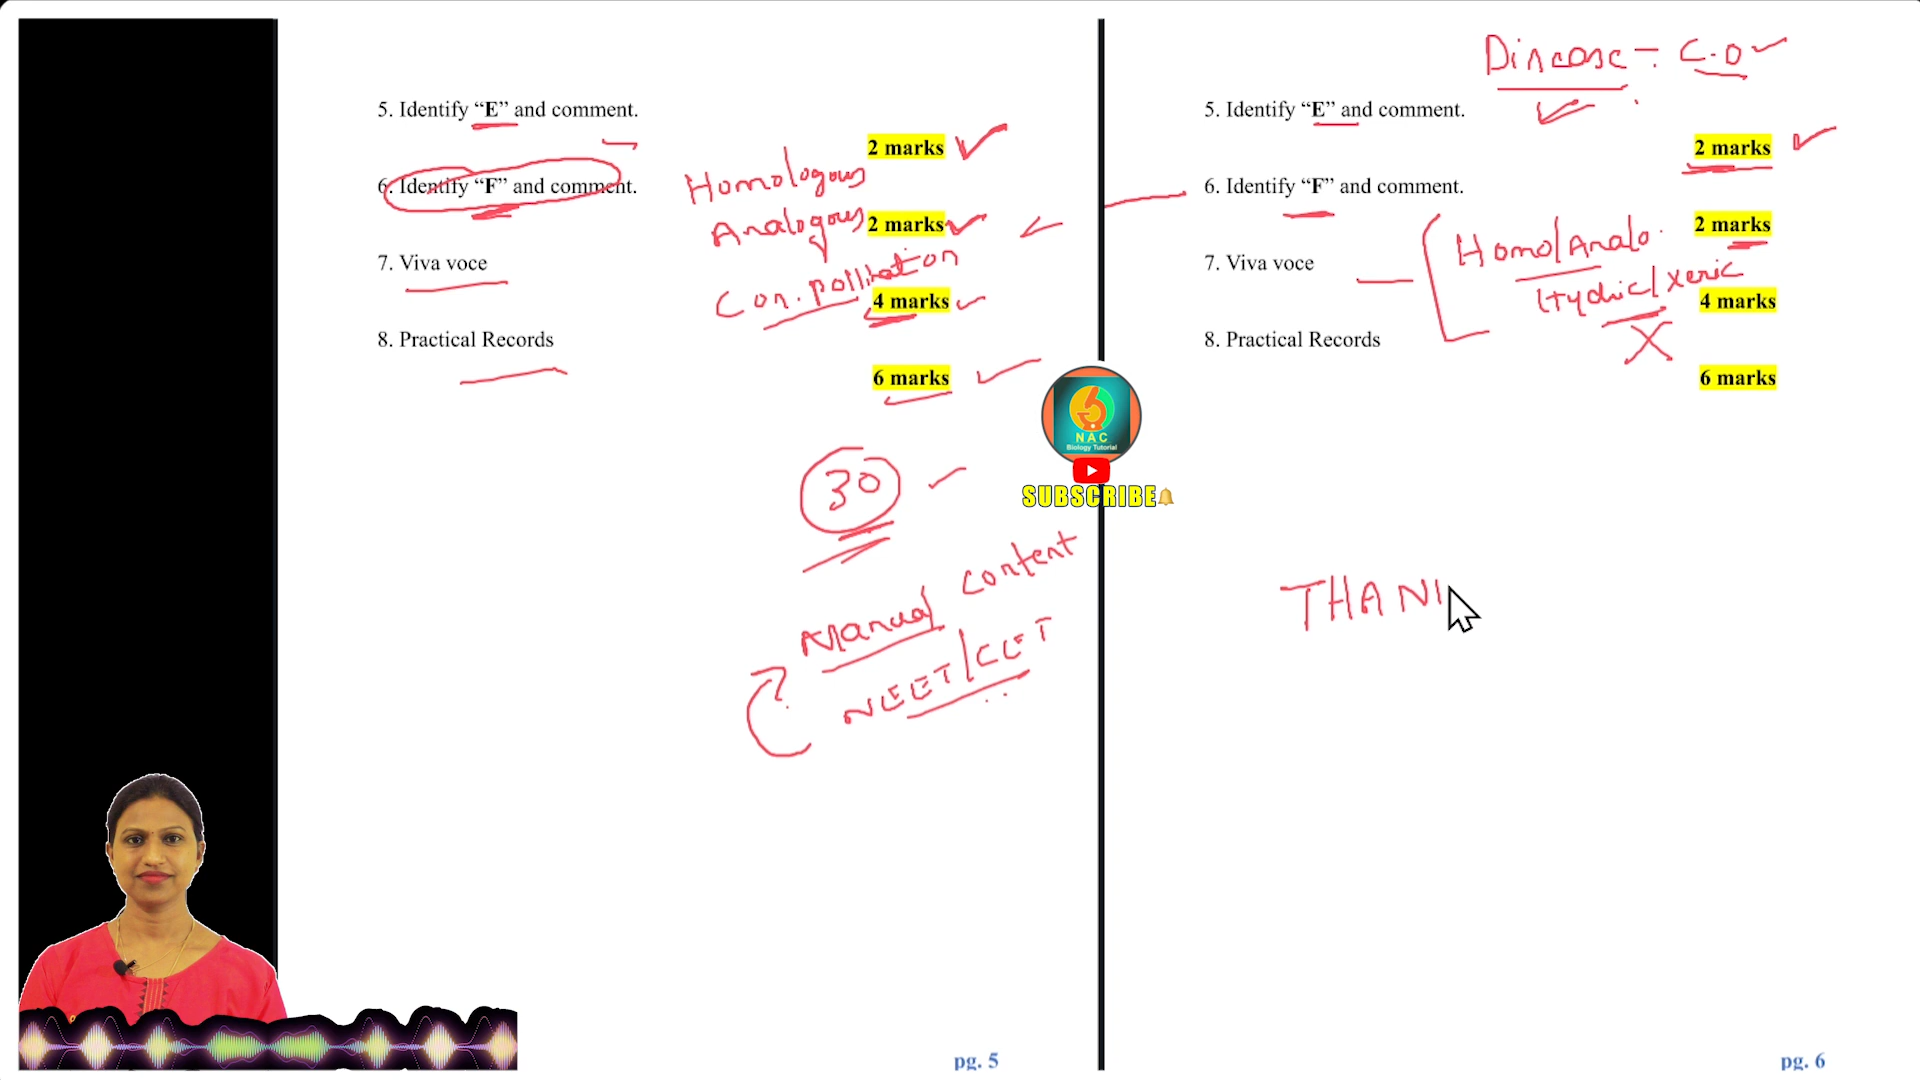 5. Identify “E” and comment.
2 marks
6. Identify “F” and comment.
Homologous
Analogous
2 marks
7. Viva voce
Con. pollination
4 marks
8. Practical Records
6 marks
30
Manual content
NEET/CET
pg. 5
Disease - C.O
5. Identify “E” and comment.
2 marks
6. Identify “F” and comment.
2 marks
Homo/Analo.
7. Viva voce
Hydric/xeric
4 marks
8. Practical Records
6 marks
NAC
Biology Tutorial
SUBSCRIBE
THAN
pg. 6